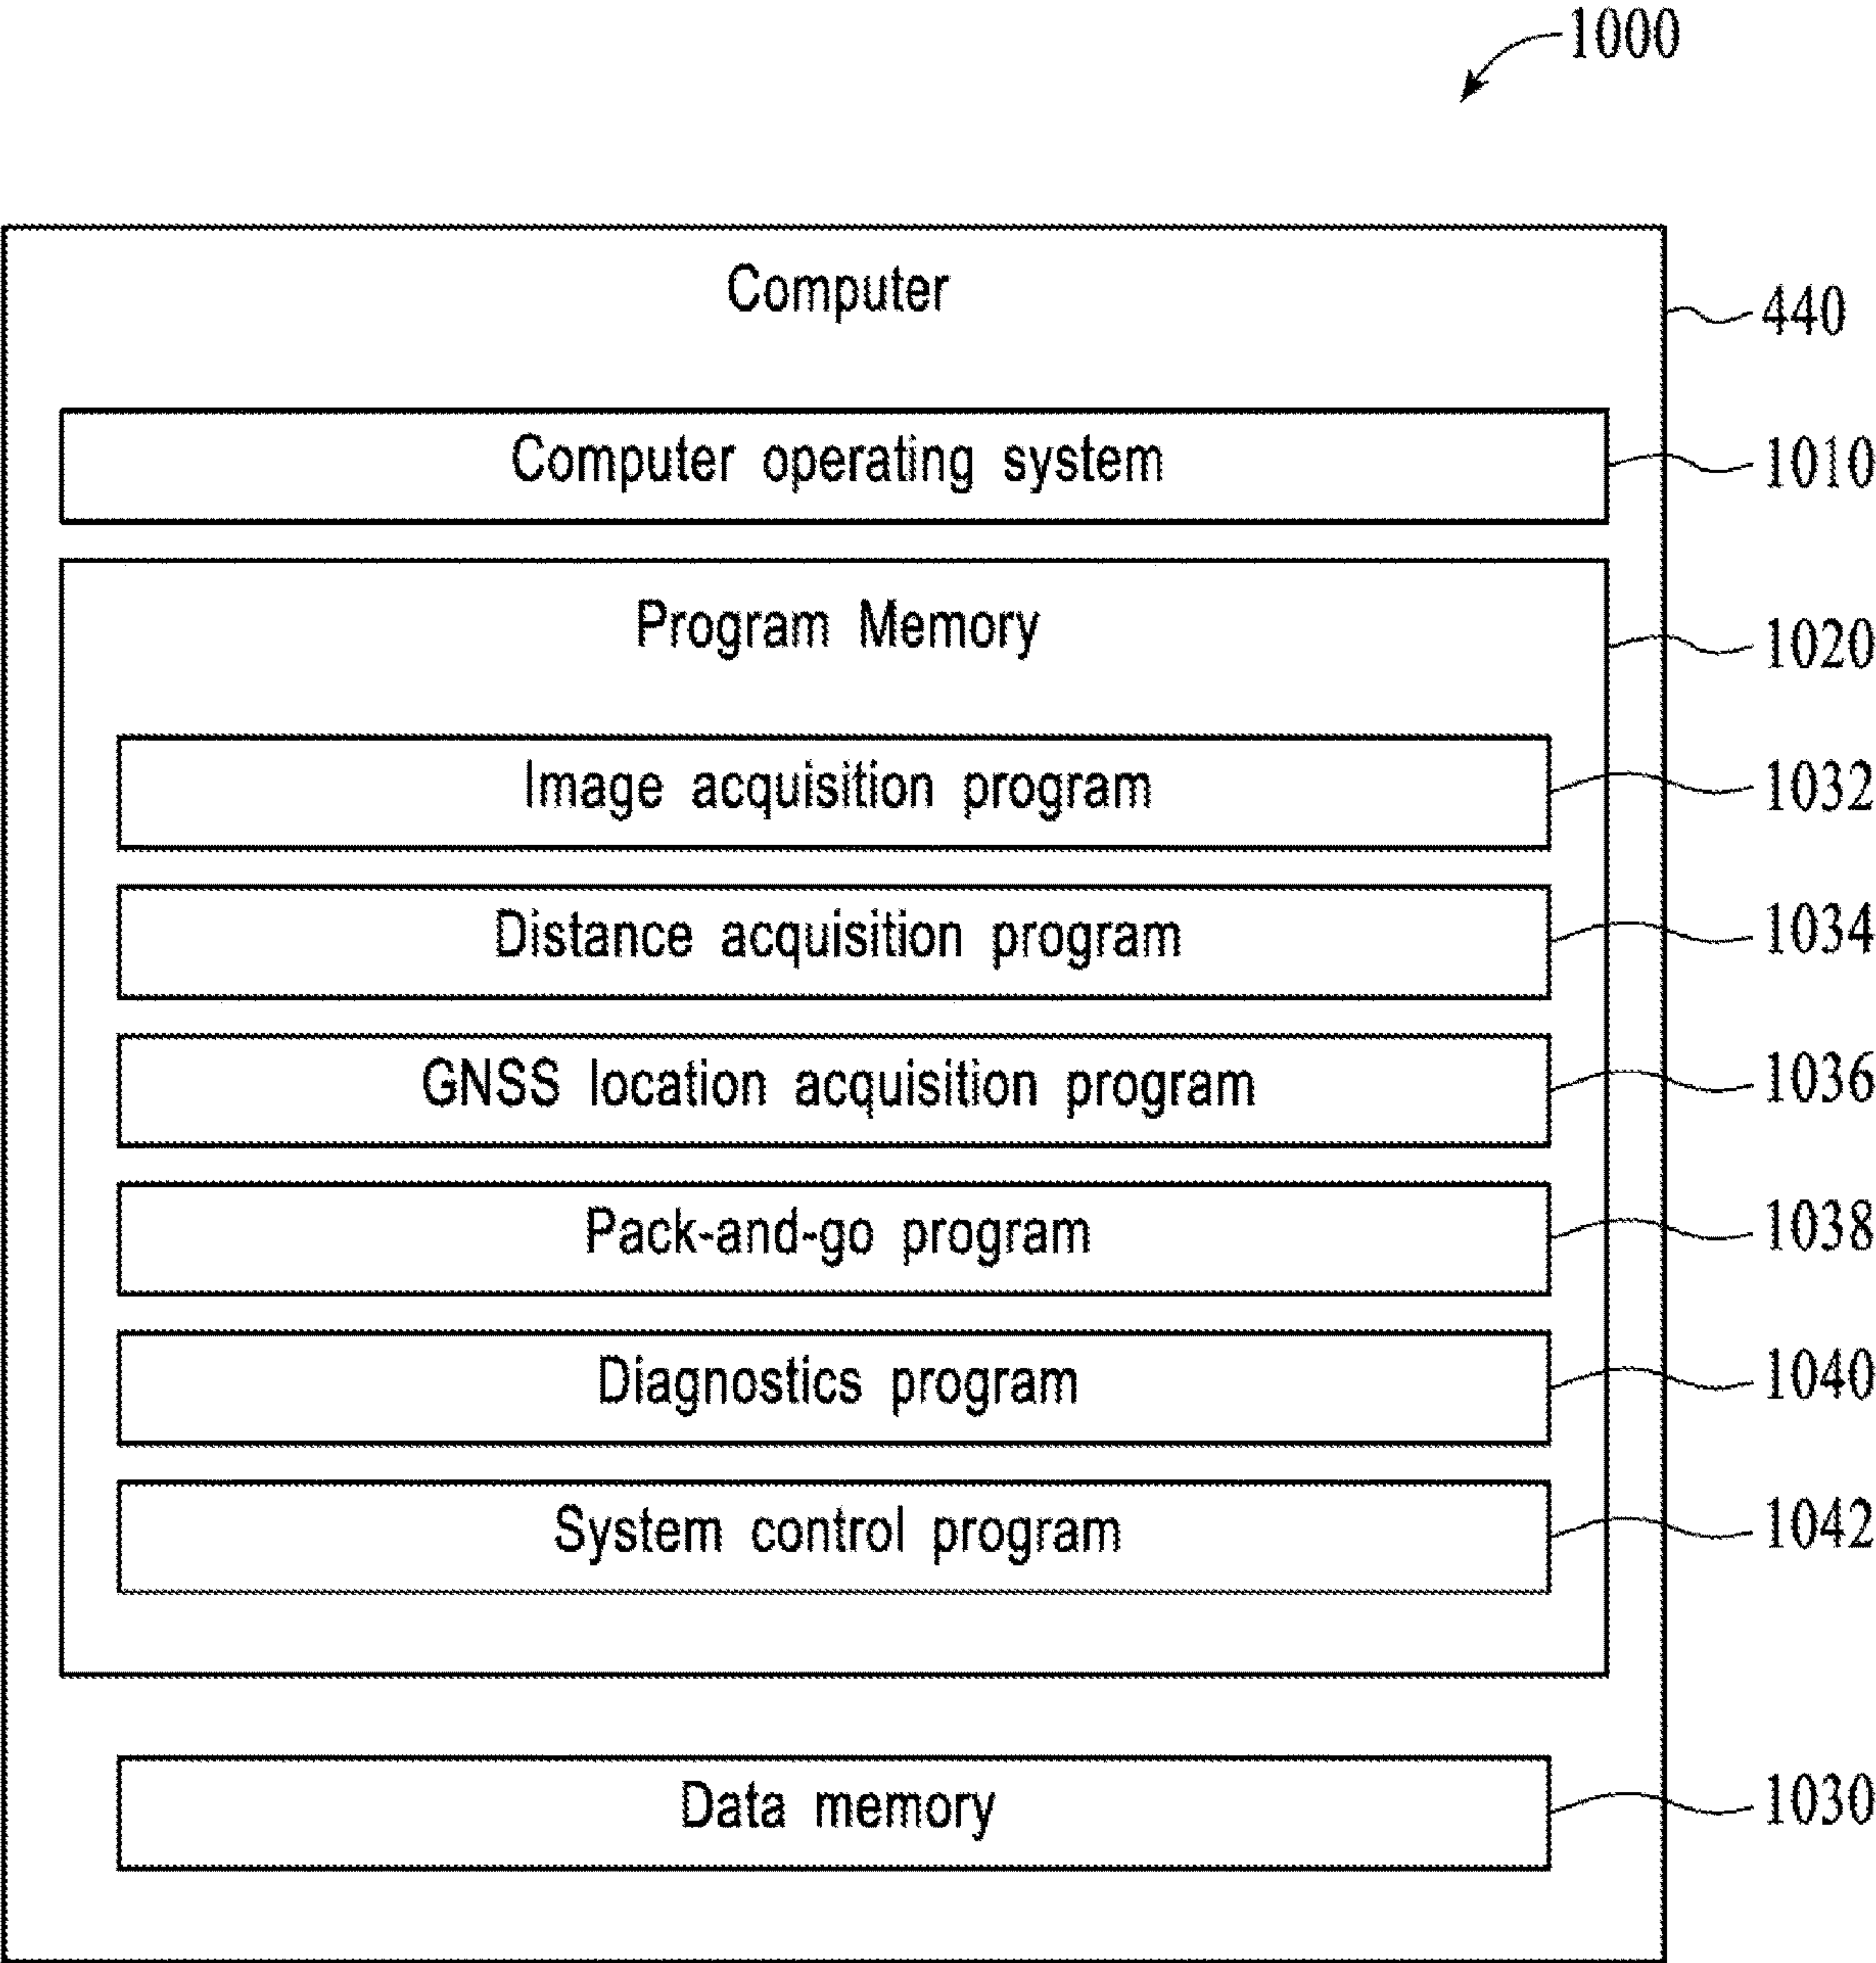 1000
Computer
440
Computer operating system
1010
Program Memory
1020
Image acquisition program
1032
Distance acquisition program
1034
GNSS location acquisition program
1036
Pack-and-go program
1038
Diagnostics program
1040
System control program
1042
Data memory
1030